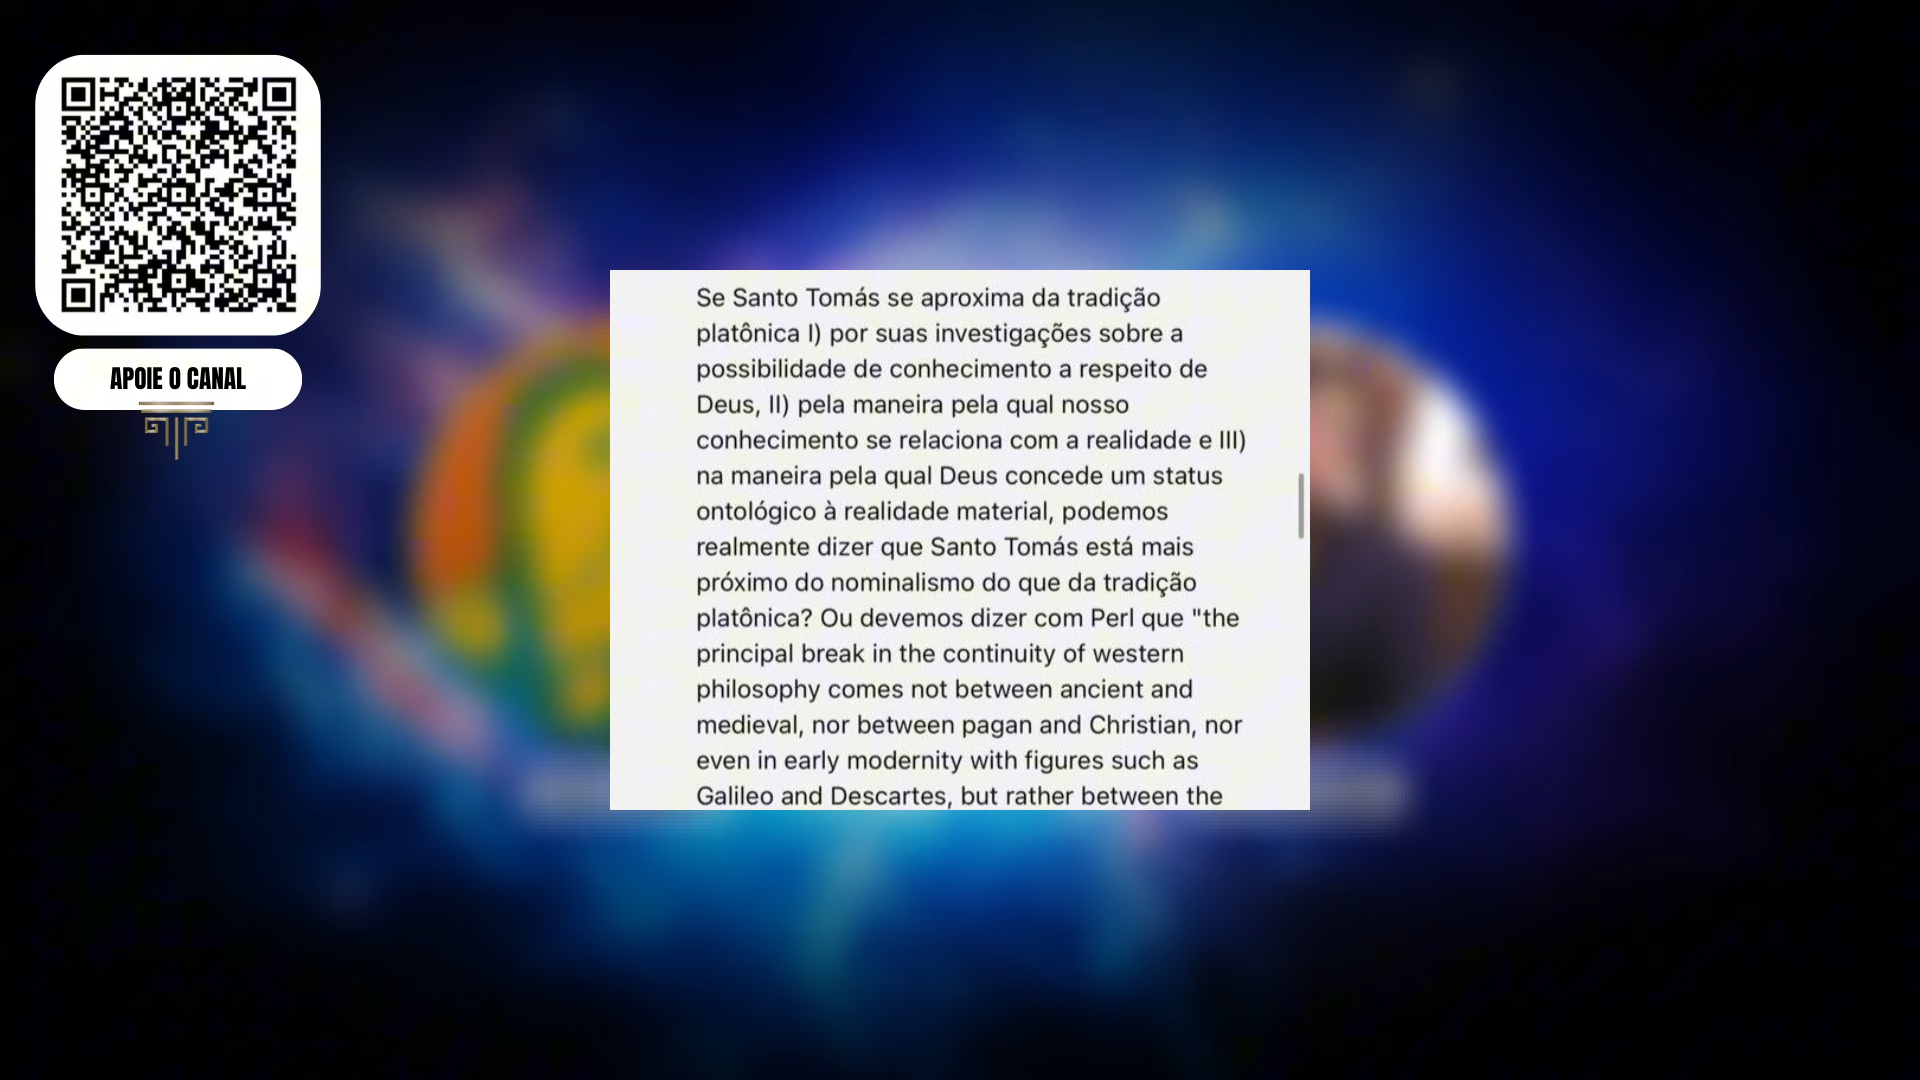 APOIE O CANAL
Se Santo Tomás se aproxima da tradição
platônica I) por suas investigações sobre a
possibilidade de conhecimento a respeito de
Deus, II) pela maneira pela qual nosso
conhecimento se relaciona com a realidade e III)
na maneira pela qual Deus concede um status
ontológico à realidade material, podemos
realmente dizer que Santo Tomás está mais
próximo do nominalismo do que da tradição
platônica? Ou devemos dizer com Perl que "the
principal break in the continuity of western
philosophy comes not between ancient and
medieval, nor between pagan and Christian, nor
even in early modernity with figures such as
Galileo and Descartes, but rather between the